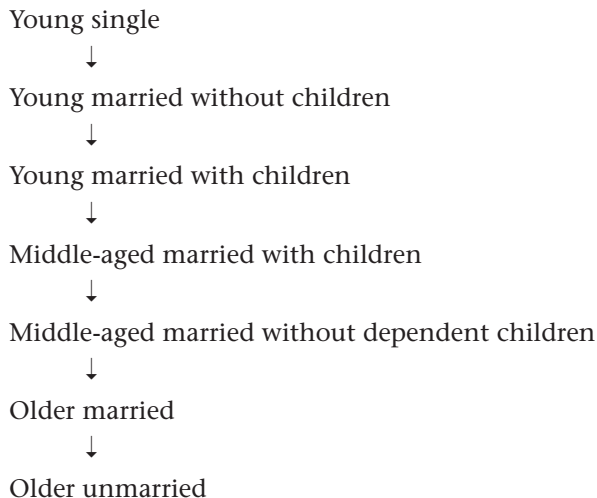 Young single
↓
Young married without children
↓
Young married with children
↓
Middle-aged married with children
↓
Middle-aged married without dependent children
↓
Older married
↓
Older unmarried